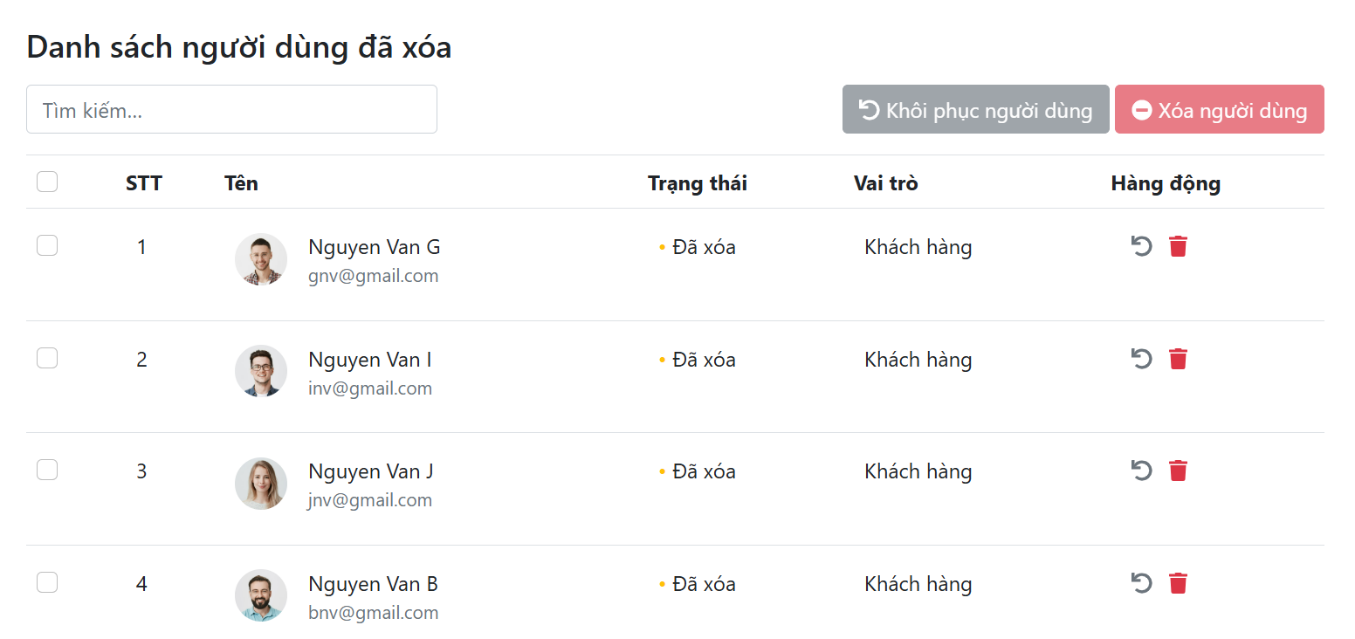 Danh sách người dùng đã xóa
Tìm kiếm...
Khôi phục người dùng
Xóa người dùng
STT Tên Trạng thái Vai trò Hàng động
1 Nguyen Van G • Đã xóa Khách hàng
gnv@gmail.com
2 Nguyen Van I • Đã xóa Khách hàng
inv@gmail.com
3 Nguyen Van J • Đã xóa Khách hàng
jnv@gmail.com
4 Nguyen Van B • Đã xóa Khách hàng
bnv@gmail.com